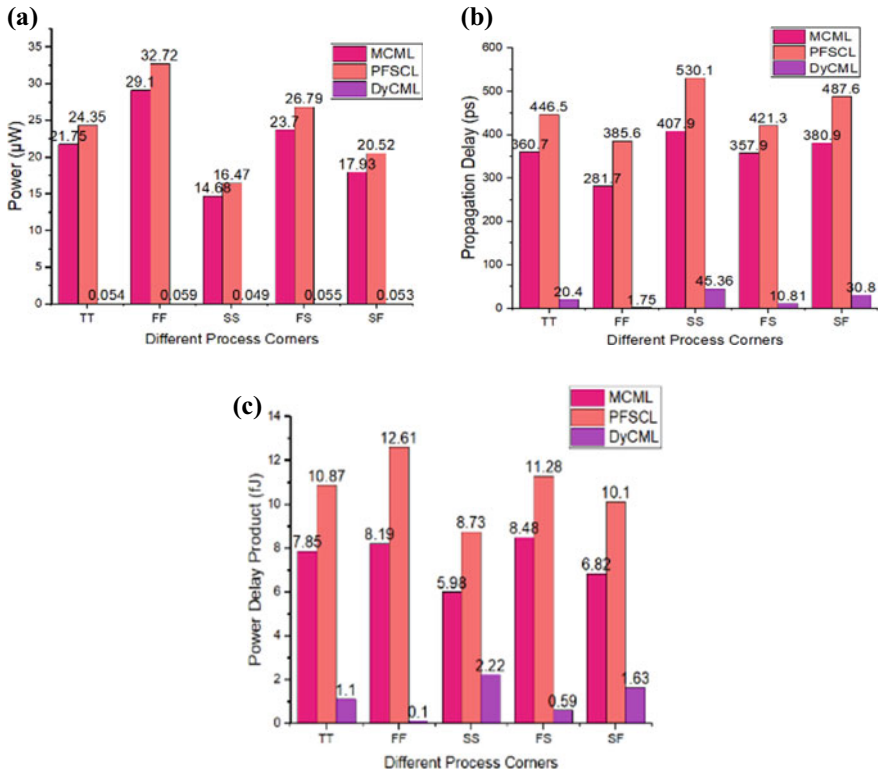 (a)
MCML
PFSCL
DyCML
Power (µW)
35
30
25
20
15
10
5
0
21.75
24.35
0.054
29.1
32.72
0.059
14.68
16.47
0.049
23.7
26.79
0.055
17.93
20.52
0.053
TT
FF
SS
FS
SF
Different Process Corners
(b)
MCML
PFSCL
DyCML
Propagation Delay (ps)
600
500
400
300
200
100
0
360.7
446.5
20.4
281.7
385.6
1.75
407.9
530.1
45.36
357.9
421.3
10.81
380.9
487.6
30.8
TT
FF
SS
FS
SF
Different Process Corners
(c)
MCML
PFSCL
DyCML
Power Delay Product (fJ)
14
12
10
8
6
4
2
0
7.85
10.87
1.1
8.19
12.61
0.1
5.98
8.73
2.22
8.48
11.28
0.59
6.82
10.1
1.63
TT
FF
SS
FS
SF
Different Process Corners